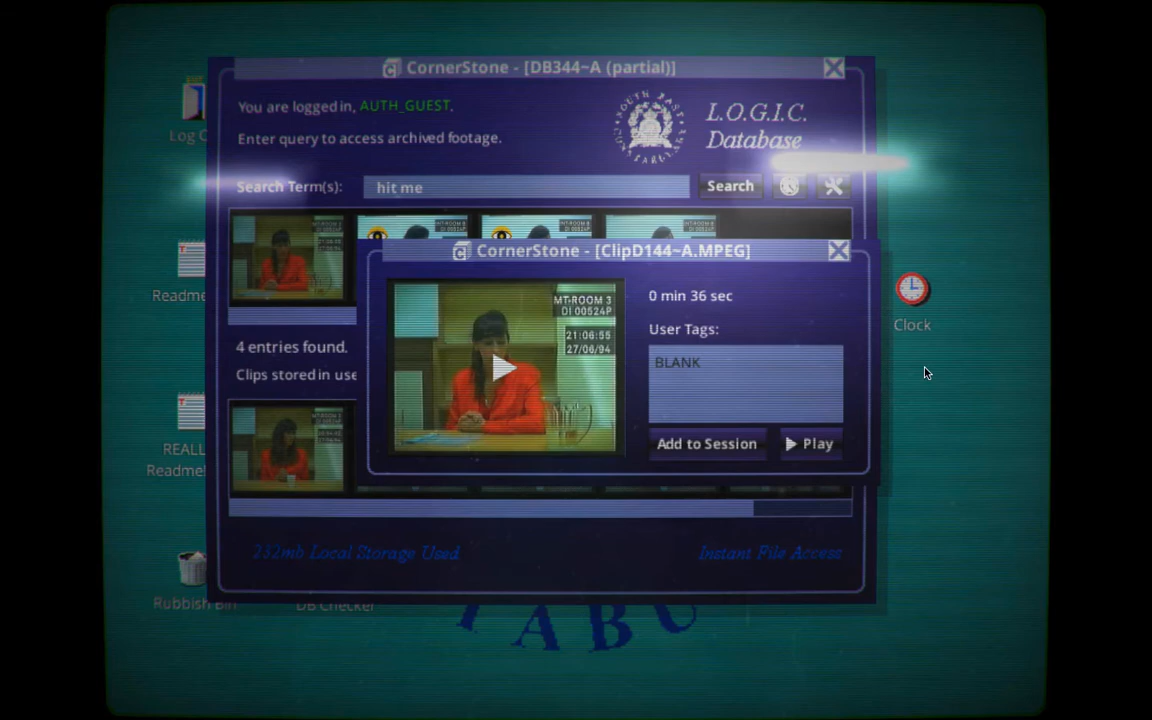 CornerStone - [DB344~A (partial)]
You are logged in, AUTH_GUEST.
Enter query to access archived footage.
L.O.G.I.C.
Database
Search Term(s):
hit me
Search
CornerStone - [ClipD144~A.MPEG]
MT-ROOM 3
DI 00524P
21:06:55
27/06/94
0 min 36 sec
User Tags:
BLANK
Add to Session
Play
4 entries found.
Clips stored in use
232mb Local Storage Used
Instant File Access
Log O
Readme
REALL
Readme!
Rubbish Bin
DB Checker
Clock
TABU